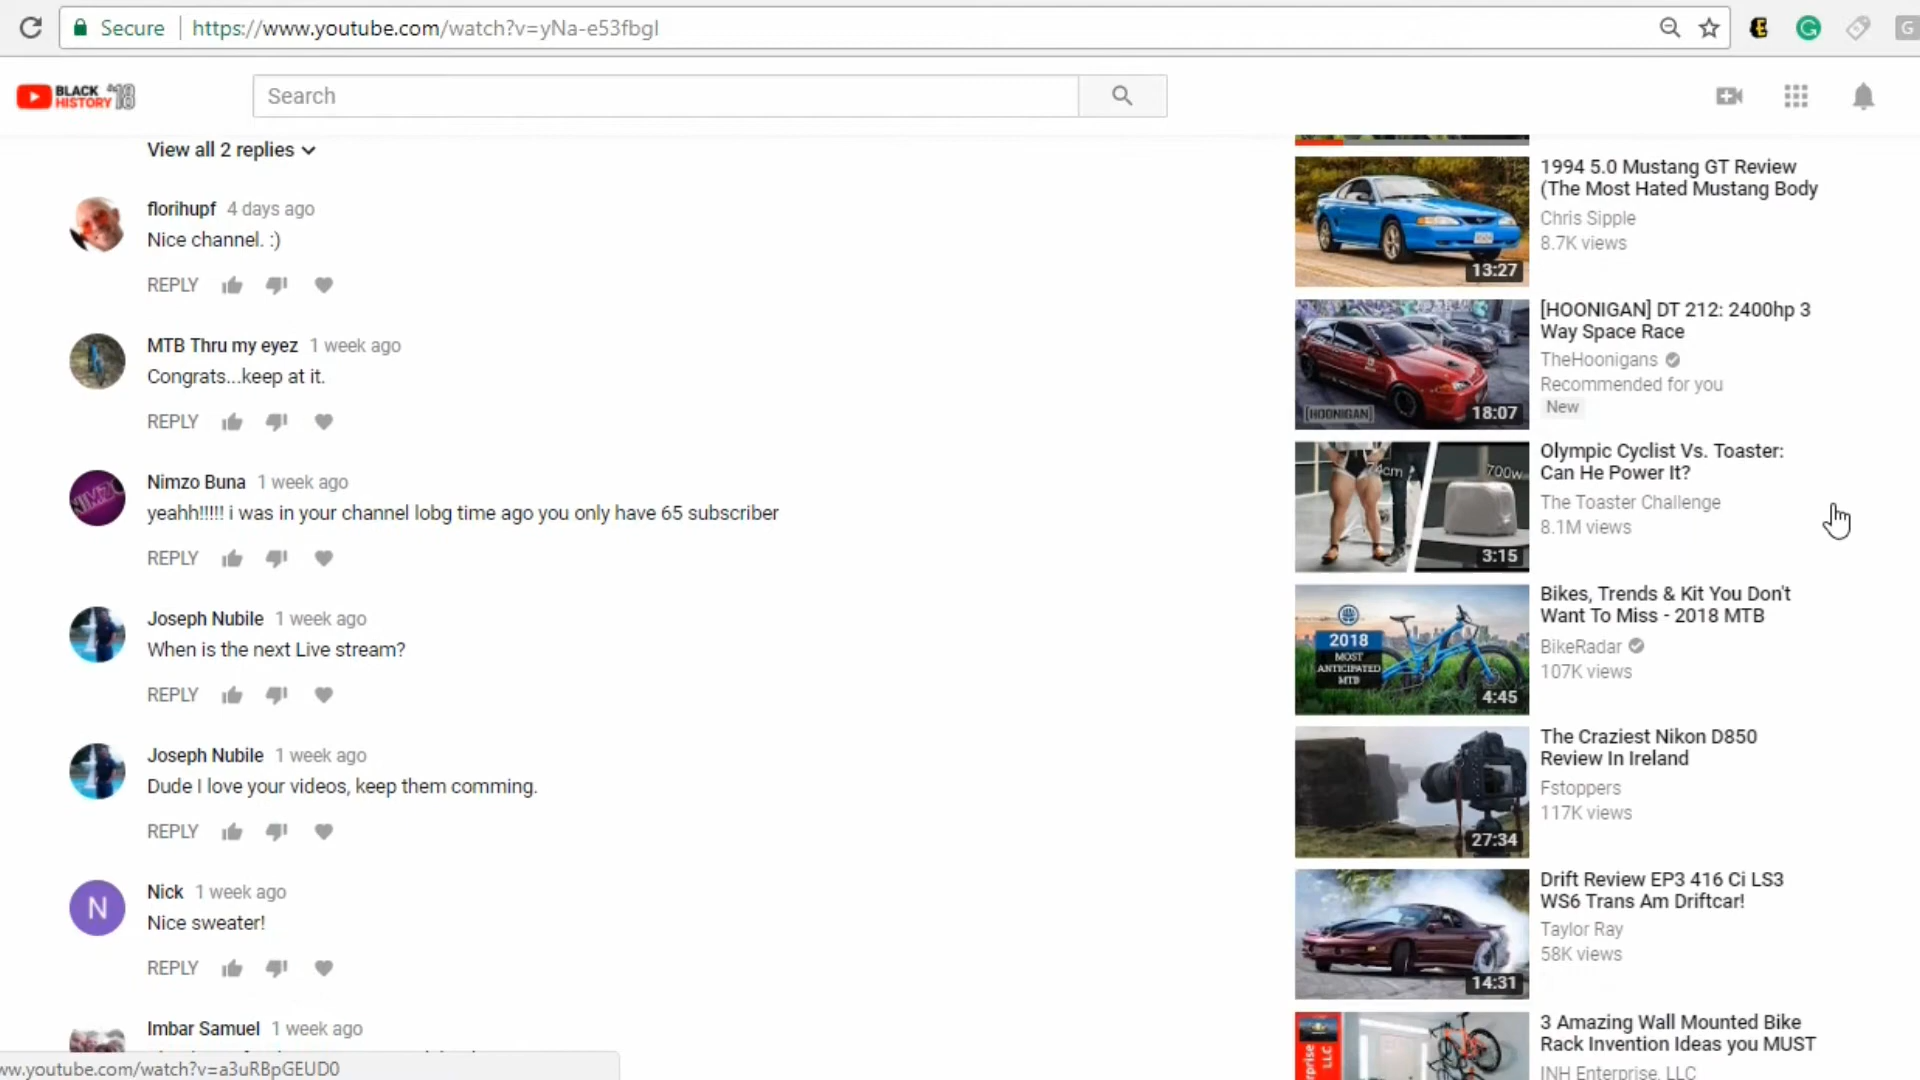 Secure https://www.youtube.com/watch?v=yNa-e53fbgI
BLACK HISTORY '18
Search
View all 2 replies
florihupf 4 days ago
Nice channel. :)
REPLY
MTB Thru my eyez 1 week ago
Congrats...keep at it.
REPLY
Nimzo Buna 1 week ago
yeahh!!!!! i was in your channel lobg time ago you only have 65 subscriber
REPLY
Joseph Nubile 1 week ago
When is the next Live stream?
REPLY
Joseph Nubile 1 week ago
Dude I love your videos, keep them comming.
REPLY
N
Nick 1 week ago
Nice sweater!
REPLY
Imbar Samuel 1 week ago
ww.youtube.com/watch?v=a3uRBpGEUD0
13:27
1994 5.0 Mustang GT Review
(The Most Hated Mustang Body
Chris Sipple
8.7K views
[HOONIGAN]
18:07
[HOONIGAN] DT 212: 2400hp 3
Way Space Race
TheHoonigans
Recommended for you
New
74cm
700w
3:15
Olympic Cyclist Vs. Toaster:
Can He Power It?
The Toaster Challenge
8.1M views
2018
MOST
ANTICIPATED
MTB
4:45
Bikes, Trends & Kit You Don't
Want To Miss - 2018 MTB
BikeRadar
107K views
27:34
The Craziest Nikon D850
Review In Ireland
Fstoppers
117K views
14:31
Drift Review EP3 416 Ci LS3
WS6 Trans Am Driftcar!
Taylor Ray
58K views
LLC
3 Amazing Wall Mounted Bike
Rack Invention Ideas you MUST
INH Enterprise, LLC